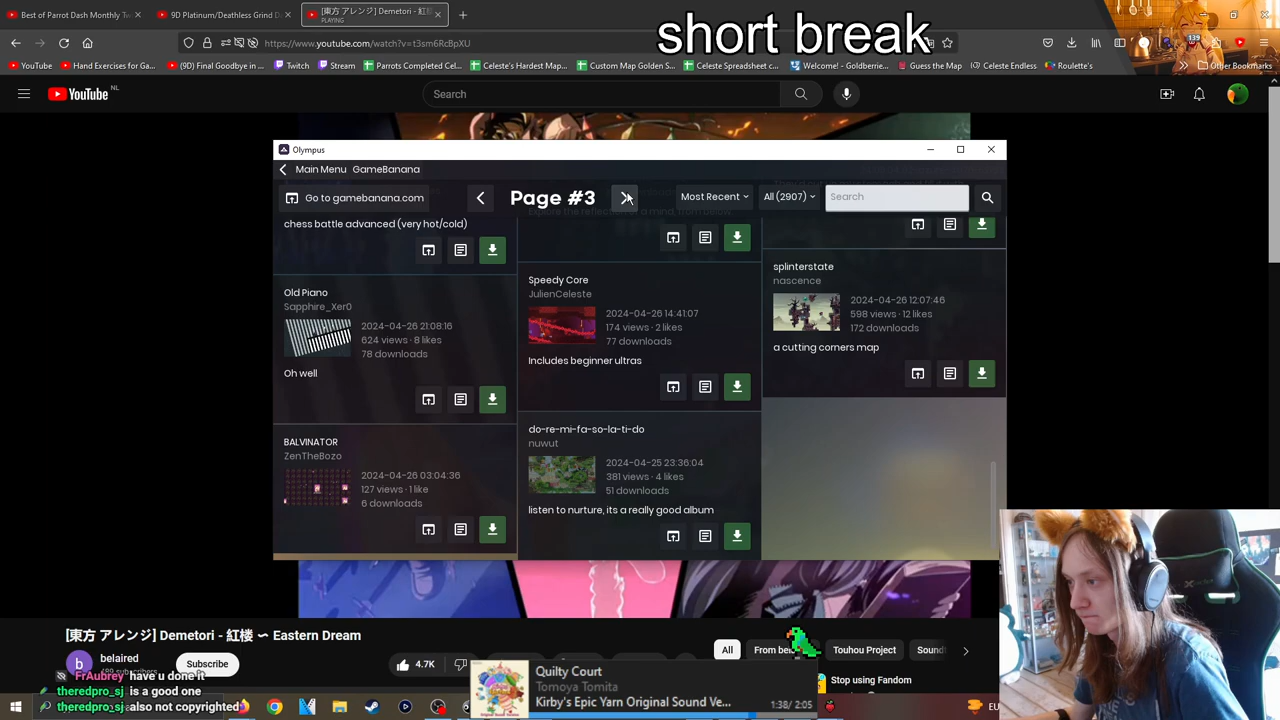 short break
Best of Parrot Dash Monthly Tw
9D Platinum/Deathless Grind D
[東方 アレンジ] Demetori - 紅楼
PLAYING
139
https://www.youtube.com/watch?v=t3sm6RcBpXU
YouTube
Hand Exercises for Ga...
(9D) Final Goodbye in ...
Twitch
Stream
Parrots Completed Cel...
Celeste's Hardest Map...
Custom Map Golden S...
Celeste Spreadsheet c...
Welcome! - Goldberrie...
Guess the Map
Celeste Endless
Roulette's
Other Bookmarks
YouTube
NL
Search
Olympus
Main Menu GameBanana
Go to gamebanana.com
Page #3
Most Recent
All (2907)
Search
chess battle advanced (very hot/cold)
Old Piano
Sapphire_Xer0
2024-04-26 21:08:16
624 views · 8 likes
78 downloads
Oh well
BALVINATOR
ZenTheBozo
2024-04-26 03:04:36
127 views · 1 like
6 downloads
Speedy Core
JulienCeleste
2024-04-26 14:41:07
174 views · 2 likes
77 downloads
Includes beginner ultras
do-re-mi-fa-so-la-ti-do
nuwut
2024-04-25 23:36:04
381 views · 4 likes
51 downloads
listen to nurture, its a really good album
splinterstate
nascence
2024-04-26 12:07:46
598 views · 12 likes
172 downloads
a cutting corners map
[東方 アレンジ] Demetori - 紅楼 ～ Eastern Dream
belaired
Subscribe
4.7K
All
From bel
Touhou Project
Sound
Stop using Fandom
FrAubrey have u done it
theredpro_sj is a good one
theredpro_sj also not copyrighted
Quilty Court
Tomoya Tomita
Kirby's Epic Yarn Original Sound Ve...
1:38/ 2:05
EU